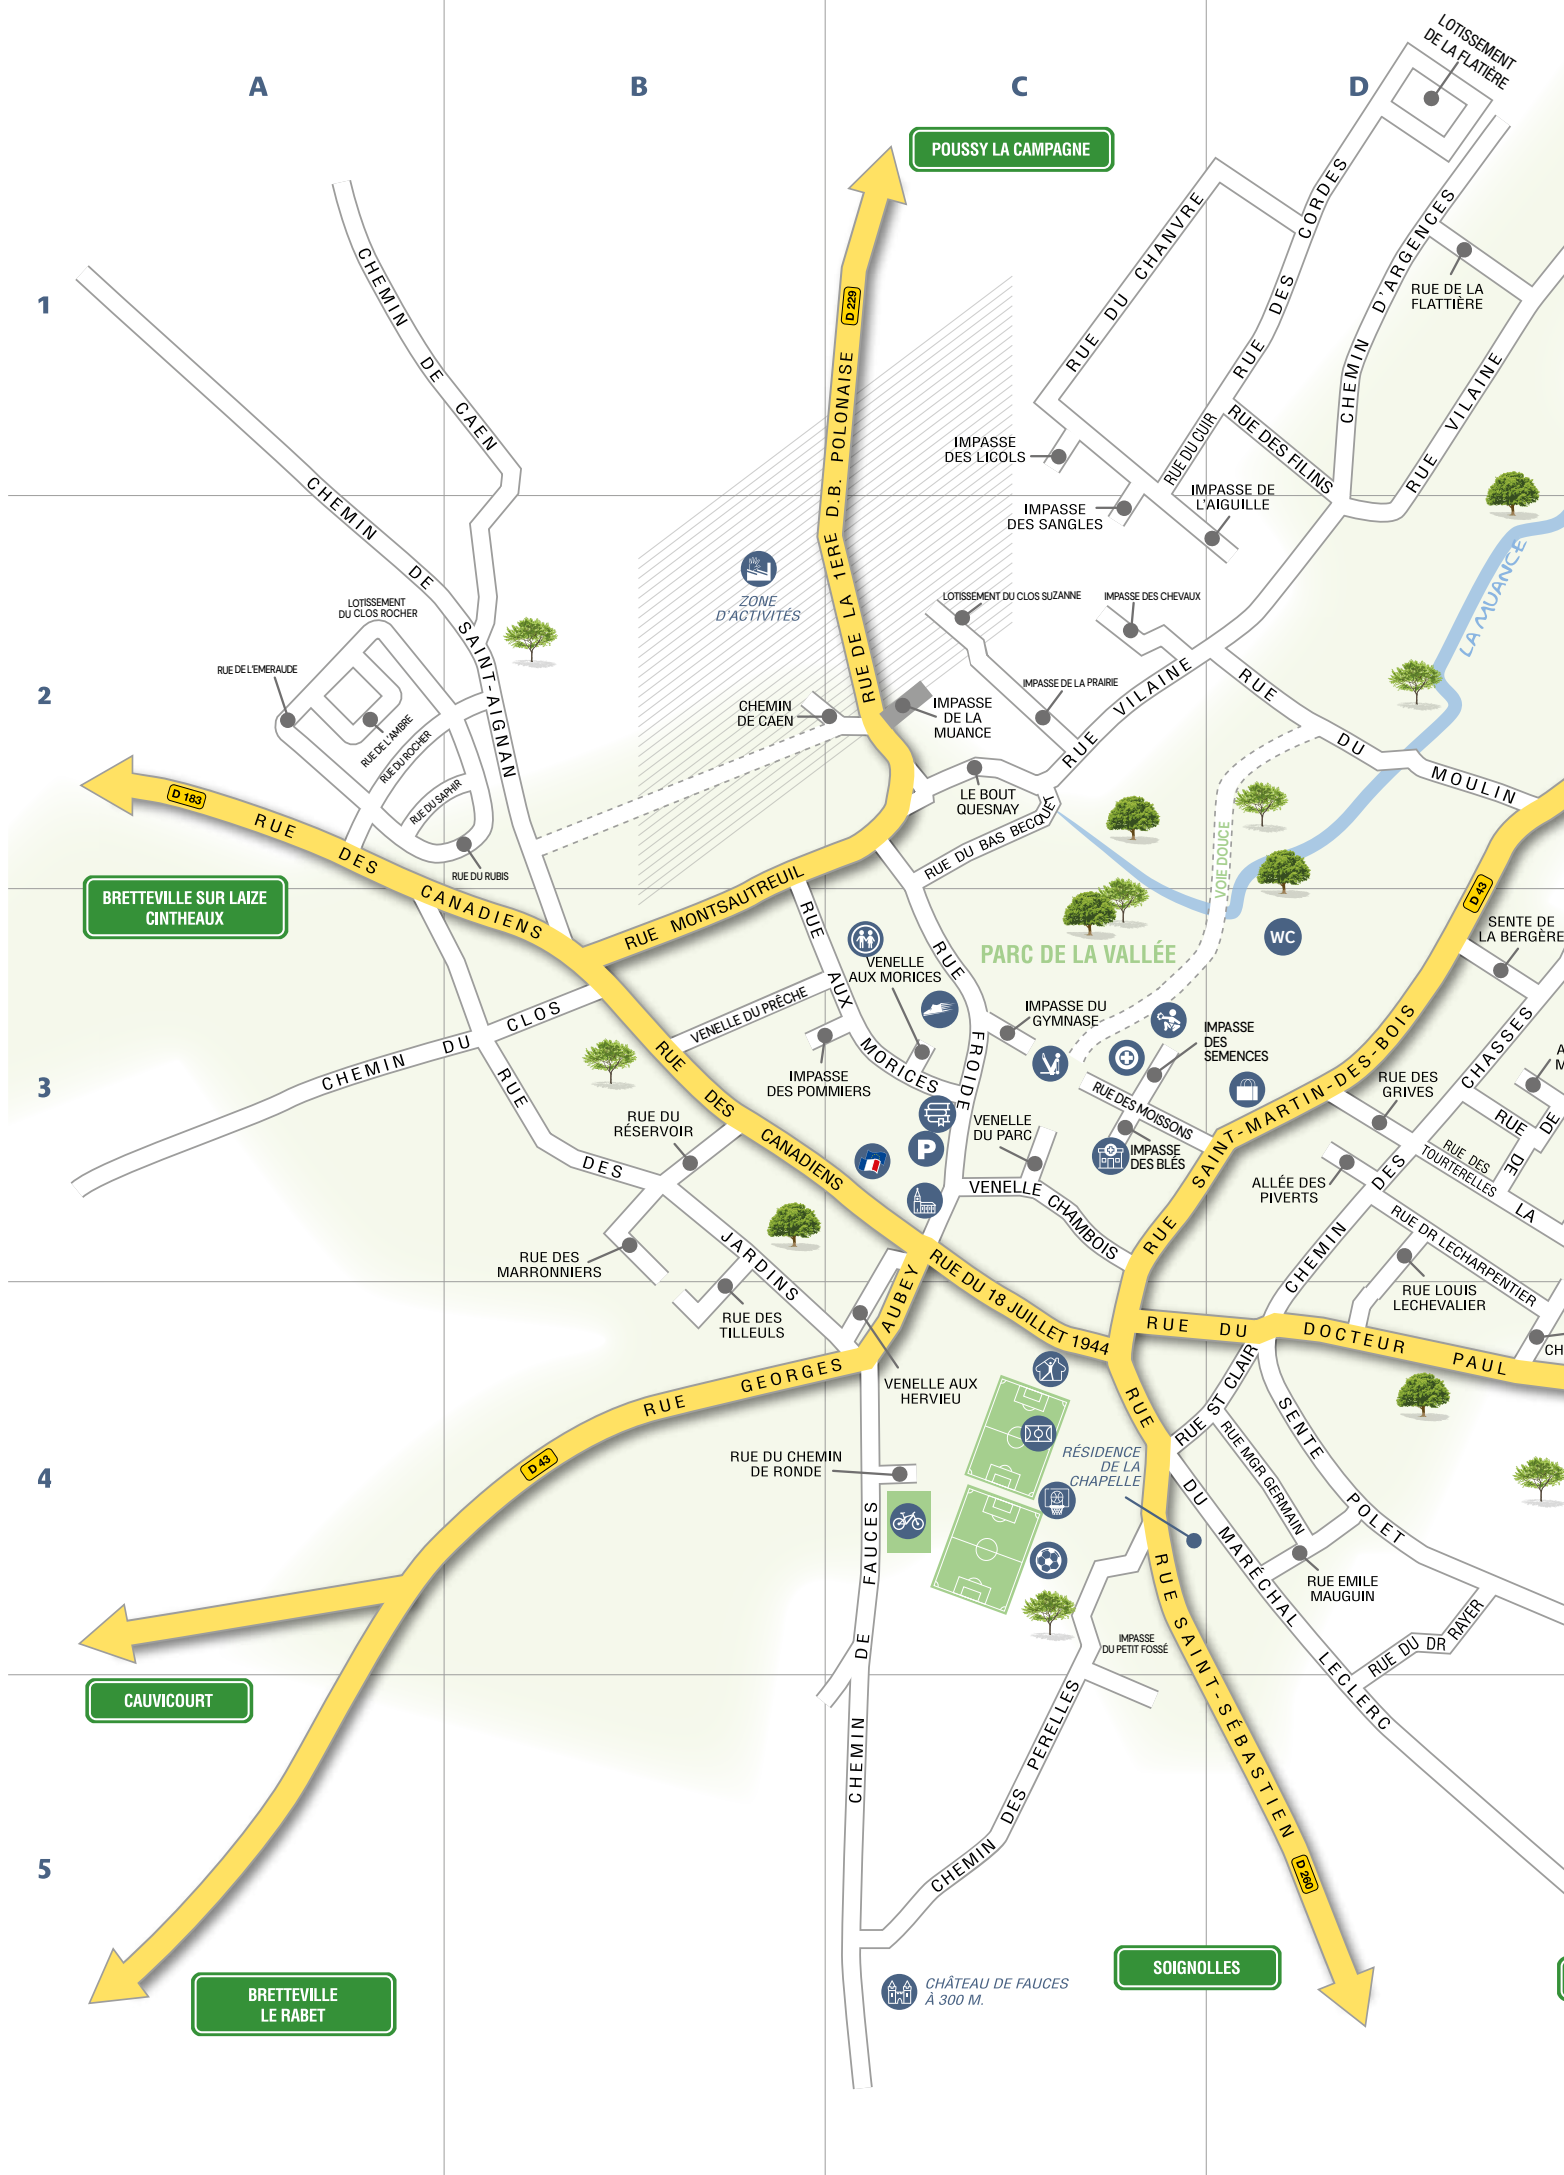 A
B
C
D
1
2
3
4
5
LOTISSEMENT
DE LA FLATIÈRE
POUSSY LA CAMPAGNE
CHEMIN DE CAEN
D 229
RUE DE LA 1ERE D.B. POLONAISE
RUE DU CHANVRE
RUE DES CORDES
CHEMIN D'ARGENCES
RUE DE LA
FLATTIÈRE
RUE VILAINE
IMPASSE
DES LICOLS
RUE DU CUIR
RUE DES FILINS
IMPASSE
DES SANGLES
IMPASSE DE
L'AIGUILLE
CHEMIN DE SAINT-AIGNAN
LOTISSEMENT
DU CLOS ROCHER
RUE DE L'EMERAUDE
RUE DE L'AMBRE
RUE DU ROCHER
RUE DU SAPHIR
RUE DU RUBIS
ZONE
D'ACTIVITÉS
LOTISSEMENT DU CLOS SUZANNE
IMPASSE DES CHEVAUX
LA MUANCE
CHEMIN
DE CAEN
IMPASSE
DE LA
MUANCE
IMPASSE DE LA PRAIRIE
RUE VILAINE
RUE DU MOULIN
LE BOUT
QUESNAY
RUE DU BAS BECQUET
VOIE DOUCE
D 183
RUE DES CANADIENS
BRETTEVILLE SUR LAIZE
CINTHEAUX
RUE MONTSAUTREUIL
D 43
WC
SENTE DE
LA BERGÈRE
PARC DE LA VALLÉE
RUE AUX MORICES
VENELLE
AUX MORICES
RUE FROIDE
VENELLE DU PRÊCHE
IMPASSE
DES POMMIERS
IMPASSE DU
GYMNASE
IMPASSE
DES
SEMENCES
RUE DES MOISSONS
IMPASSE
DES BLÉS
VENELLE
DU PARC
VENELLE CHAMBOIS
P
CHEMIN DU CLOS
RUE DES JARDINS
RUE DU
RÉSERVOIR
RUE DES CANADIENS
RUE DES
MARRONNIERS
RUE DES
TILLEULS
RUE SAINT-MARTIN-DES-BOIS
RUE DES
GRIVES
CHEMIN DES CHASSES
A
M
RUE DE LA
RUE DES
TOURTERELLES
DE
ALLÉE DES
PIVERTS
RUE DR LECHARPENTIER
RUE LOUIS
LECHEVALIER
CH
RUE DU DOCTEUR PAUL
RUE DU 18 JUILLET 1944
RUE GEORGES AUBEY
VENELLE AUX
HERVIEU
D 43
RUE DU CHEMIN
DE RONDE
RÉSIDENCE
DE LA
CHAPELLE
RUE ST CLAIR
SENTE POLET
RUE MGR GERMAIN
RUE EMILE
MAUGUIN
RUE DU DR RAYER
RUE SAINT-SÉBASTIEN
DU MARÉCHAL LECLERC
IMPASSE
DU PETIT FOSSÉ
CHEMIN DE FAUCES
CHEMIN DES PERELLES
CAUVICOURT
D 260
BRETTEVILLE
LE RABET
SOIGNOLLES
CHÂTEAU DE FAUCES
À 300 M.